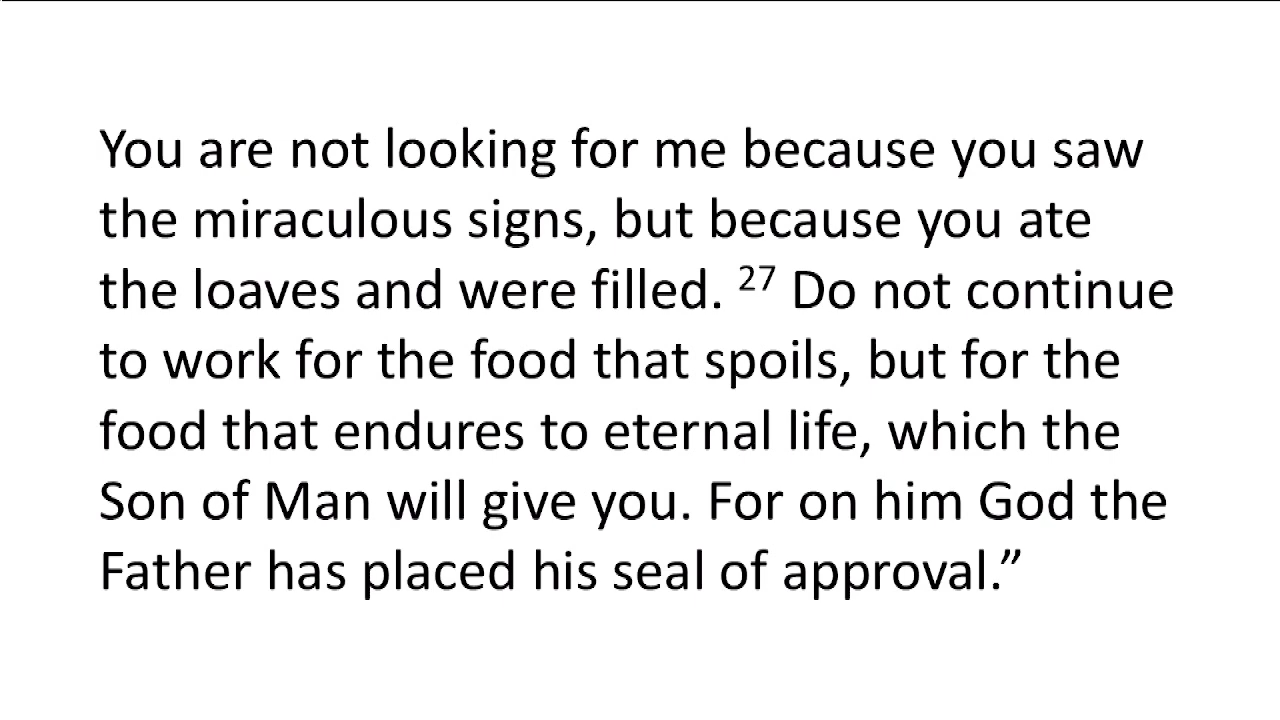 You are not looking for me because you saw
the miraculous signs, but because you ate
the loaves and were filled. ²⁷ Do not continue
to work for the food that spoils, but for the
food that endures to eternal life, which the
Son of Man will give you. For on him God the
Father has placed his seal of approval.”